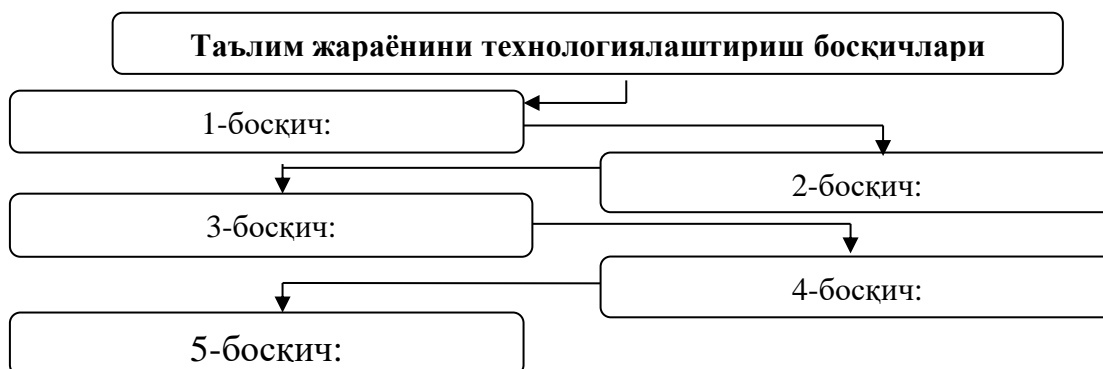 Таълим жараёнини технологиялаштириш босқичлари
1-босқич:
2-босқич:
3-босқич:
4-босқич:
5-босқич: